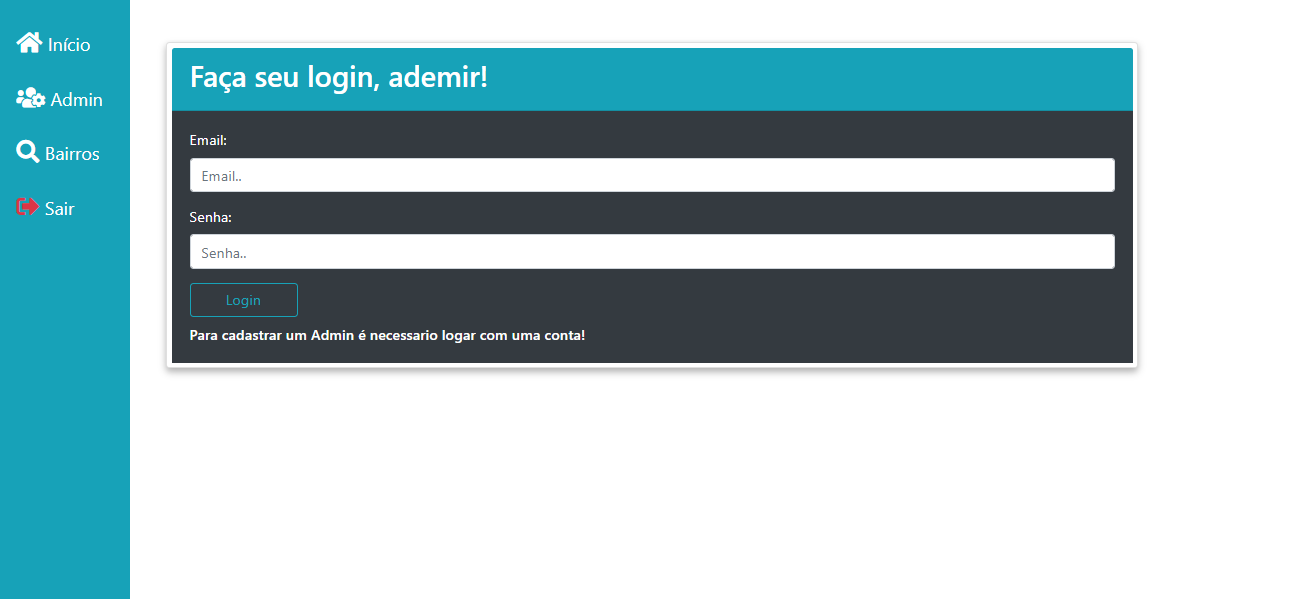 Início
Admin
Bairros
Sair
Faça seu login, ademir!
Email:
Email..
Senha:
Senha..
Login
Para cadastrar um Admin é necessario logar com uma conta!